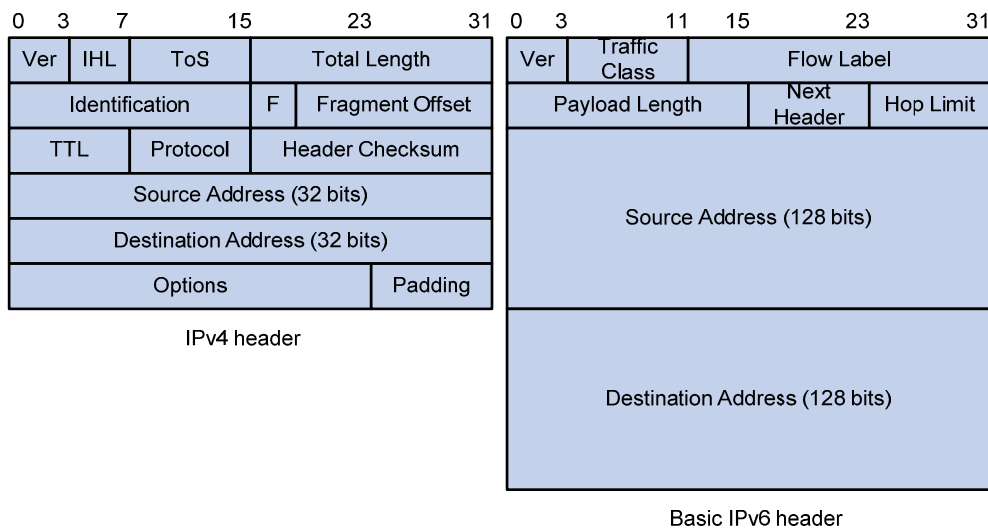 0 3 7 15 23 31
Ver IHL ToS Total Length
Identification F Fragment Offset
TTL Protocol Header Checksum
Source Address (32 bits)
Destination Address (32 bits)
Options Padding
IPv4 header
0 3 11 15 23 31
Ver Traffic Class Flow Label
Payload Length Next Header Hop Limit
Source Address (128 bits)
Destination Address (128 bits)
Basic IPv6 header